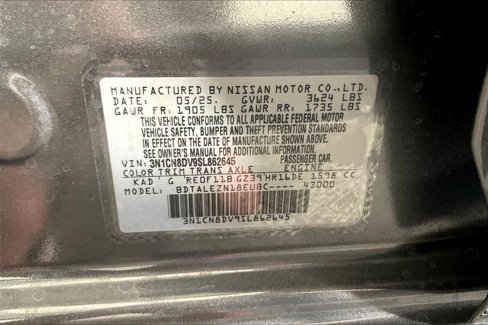 MANUFACTURED BY NISSAN MOTOR CO.,LTD.
DATE: 05/25. GVWR: 3624 LBS
GAWR FR: 1905 LBS GAWR RR: 1735 LBS
THIS VEHICLE CONFORMS TO ALL APPLICABLE FEDERAL MOTOR
VEHICLE SAFETY, BUMPER AND THEFT PREVENTION STANDARDS
IN EFFECT ON THE DATE OF MANUFACTURE SHOWN ABOVE.
SEE OWNER'S MANUAL FOR ADDITIONAL INFORMATION.
VIN: 3N1CN8DV9SL862645 PASSENGER CAR.
COLOR TRIM TRANS AXLE ENGINE
KAD G RE0F11B GZ39 HR16DE 1598 CC
MODEL: BDTALEZN18EUBC---- 42000
3N1CN8DV9SL862645